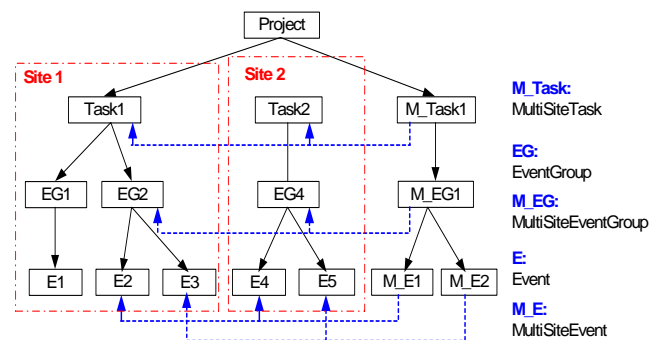 Project
Site 1
Site 2
M_Task:
MultiSiteTask
Task1
Task2
M_Task1
EG:
EventGroup
EG1
EG2
EG4
M_EG1
M_EG:
MultiSiteEventGroup
E:
Event
E1
E2
E3
E4
E5
M_E1
M_E2
M_E:
MultiSiteEvent